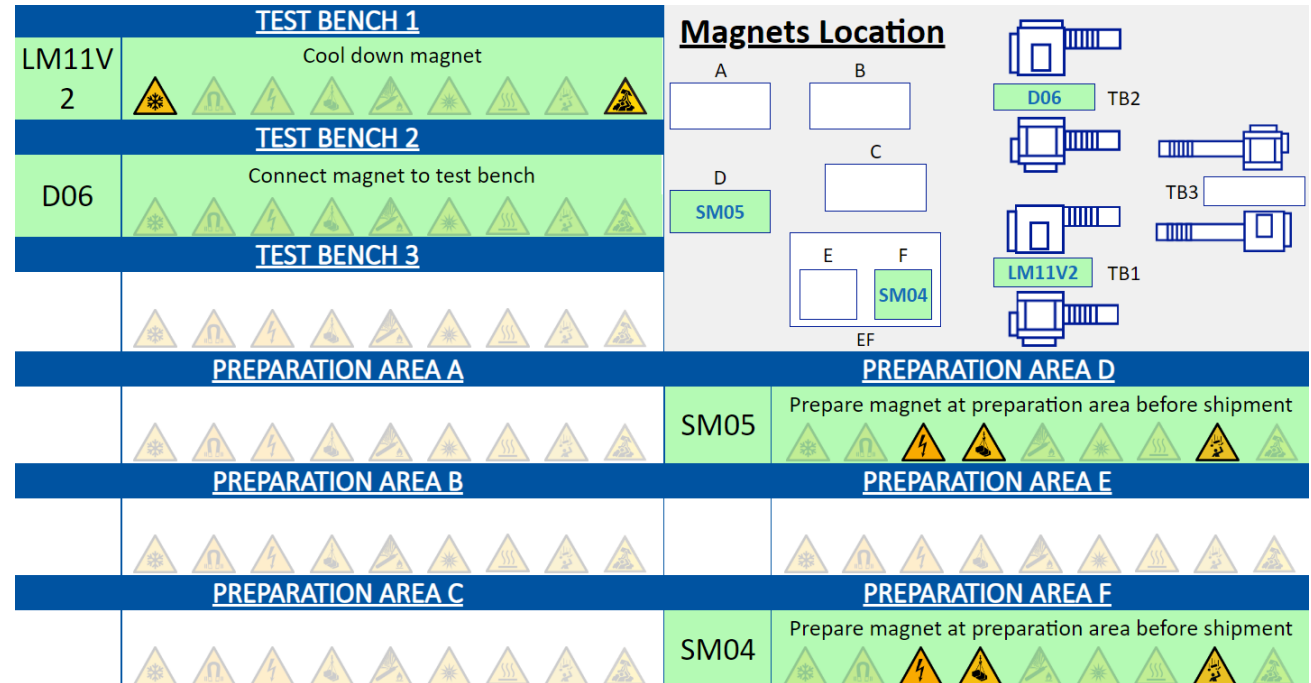 TEST BENCH 1
LM11V
2
Cool down magnet
TEST BENCH 2
D06
Connect magnet to test bench
TEST BENCH 3
Magnets Location
A
B
C
D
SM05
E
F
SM04
EF
D06
TB2
TB3
LM11V2
TB1
PREPARATION AREA A
PREPARATION AREA D
SM05
Prepare magnet at preparation area before shipment
PREPARATION AREA B
PREPARATION AREA E
PREPARATION AREA C
PREPARATION AREA F
SM04
Prepare magnet at preparation area before shipment